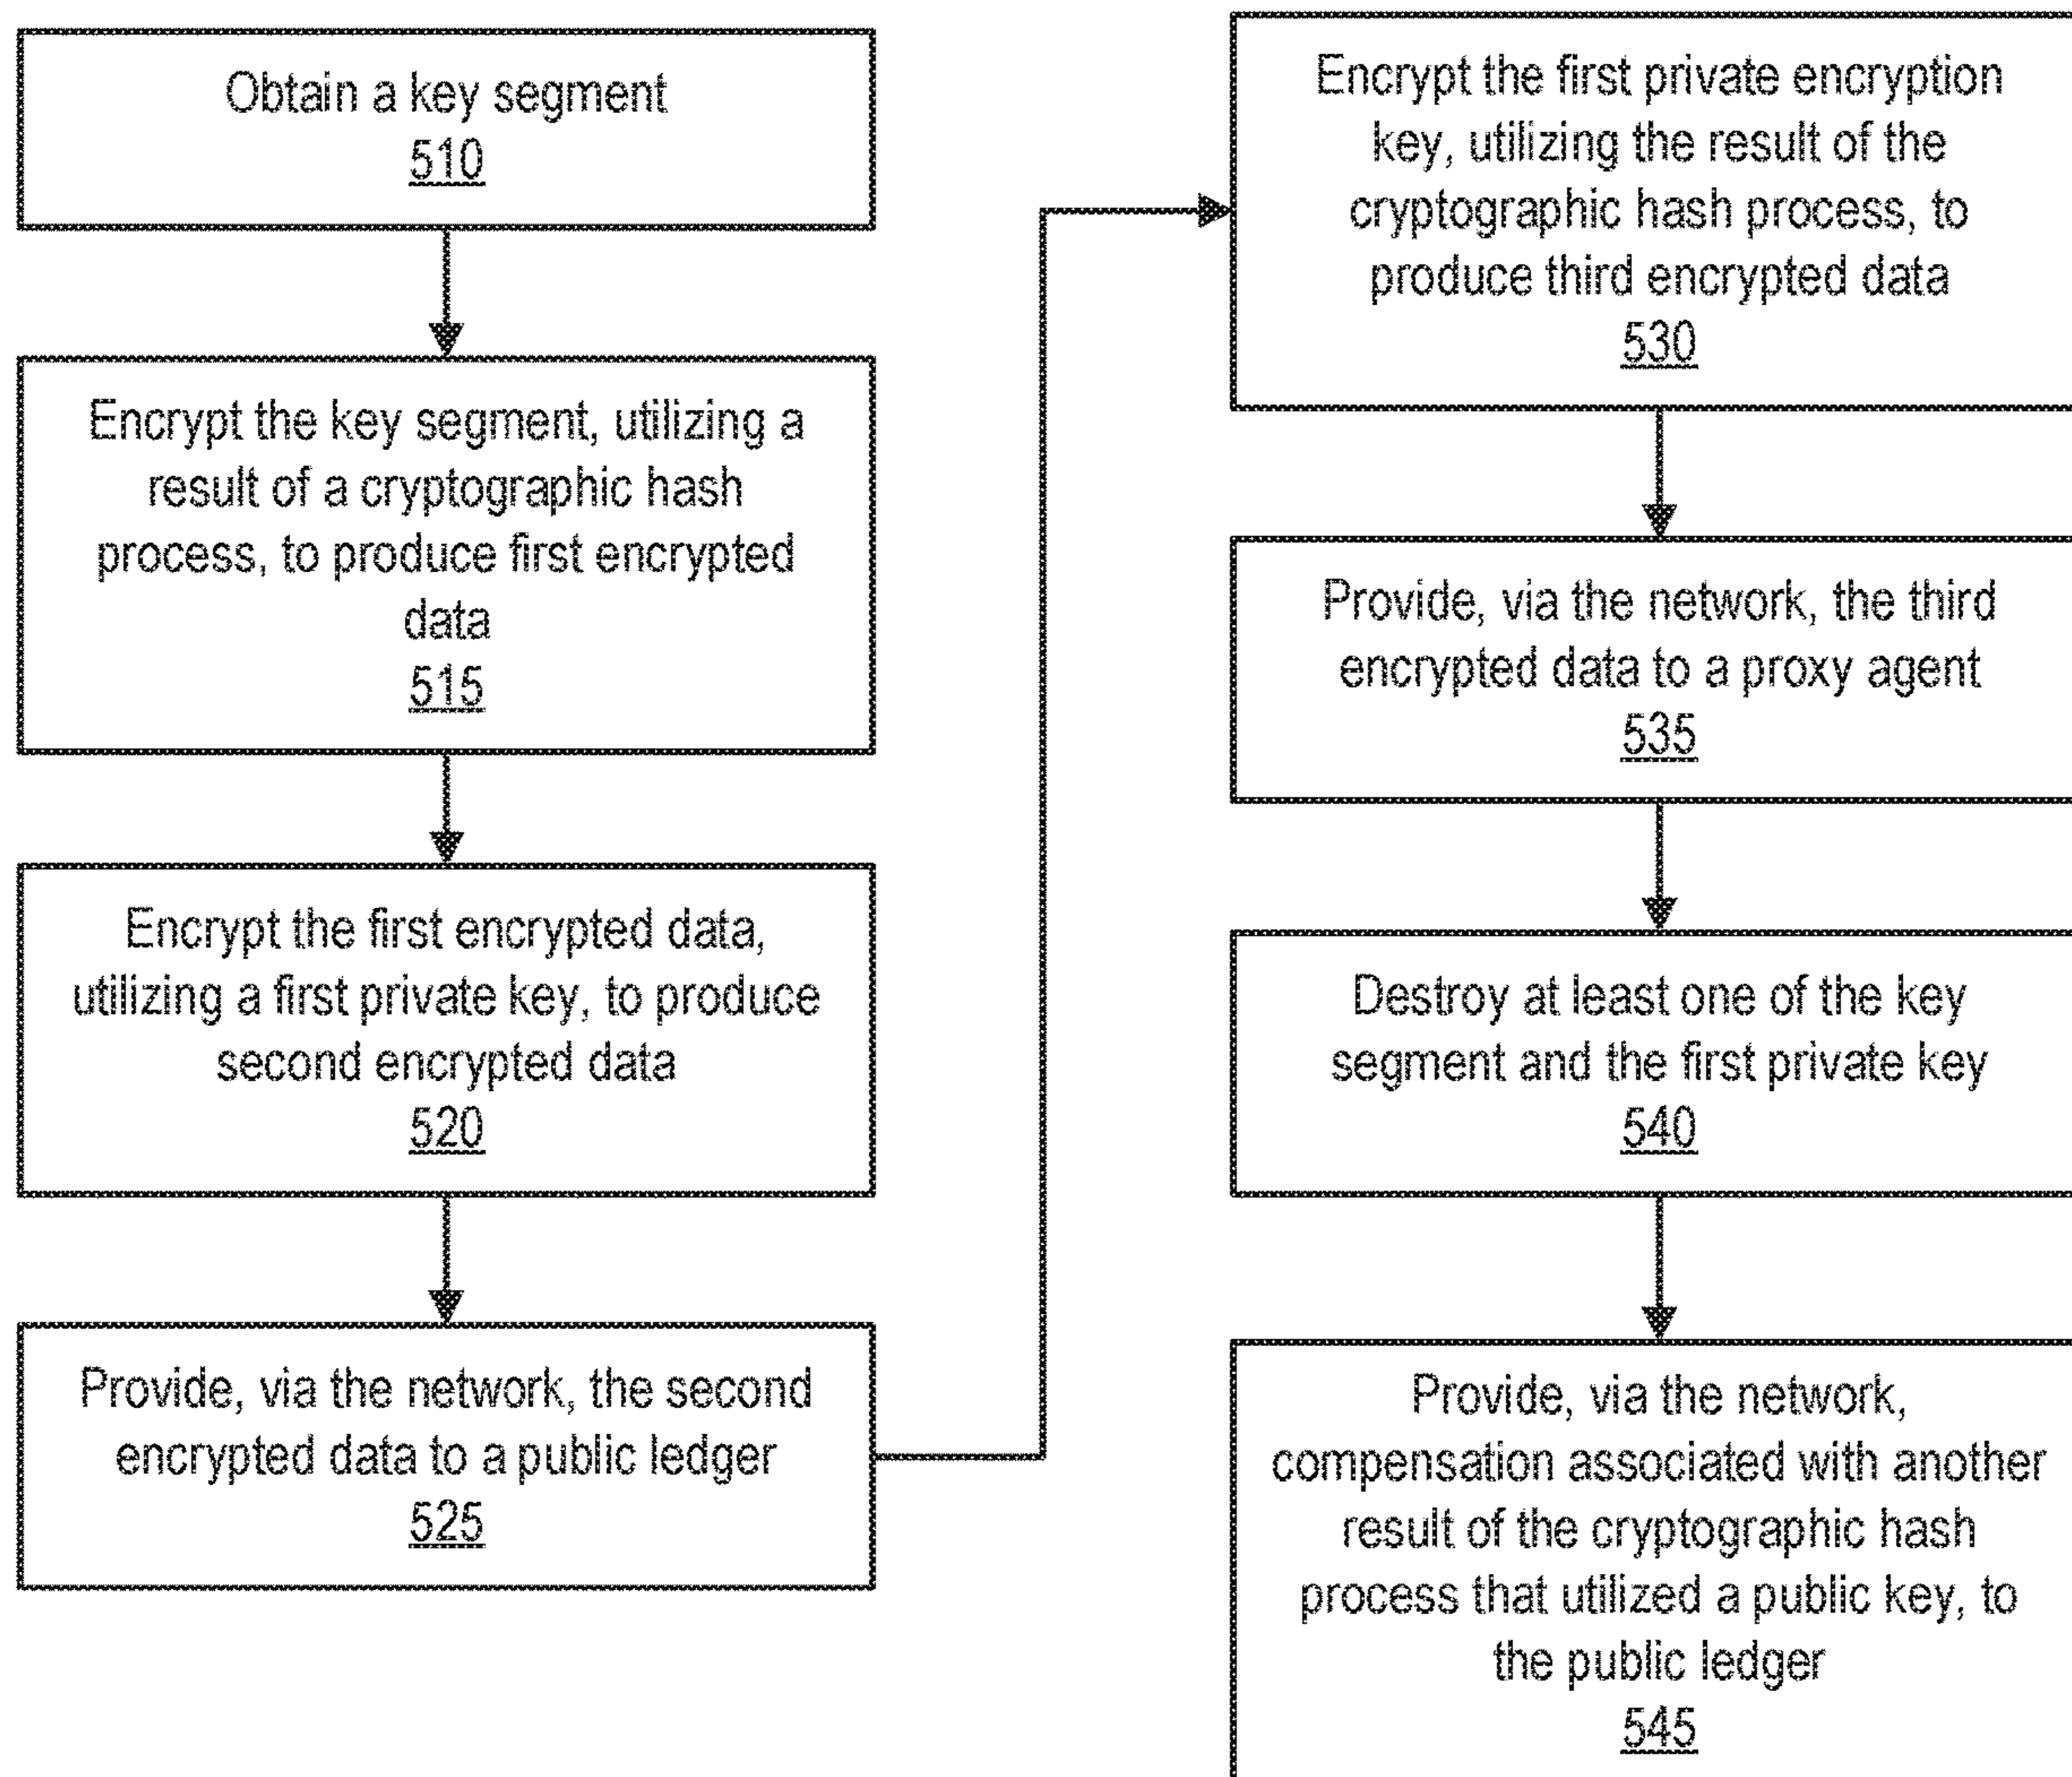 Obtain a key segment
510
Encrypt the key segment, utilizing a
result of a cryptographic hash
process, to produce first encrypted
data
515
Encrypt the first encrypted data,
utilizing a first private key, to produce
second encrypted data
520
Provide, via the network, the second
encrypted data to a public ledger
525
Encrypt the first private encryption
key, utilizing the result of the
cryptographic hash process, to
produce third encrypted data
530
Provide, via the network, the third
encrypted data to a proxy agent
535
Destroy at least one of the key
segment and the first private key
540
Provide, via the network,
compensation associated with another
result of the cryptographic hash
process that utilized a public key, to
the public ledger
545